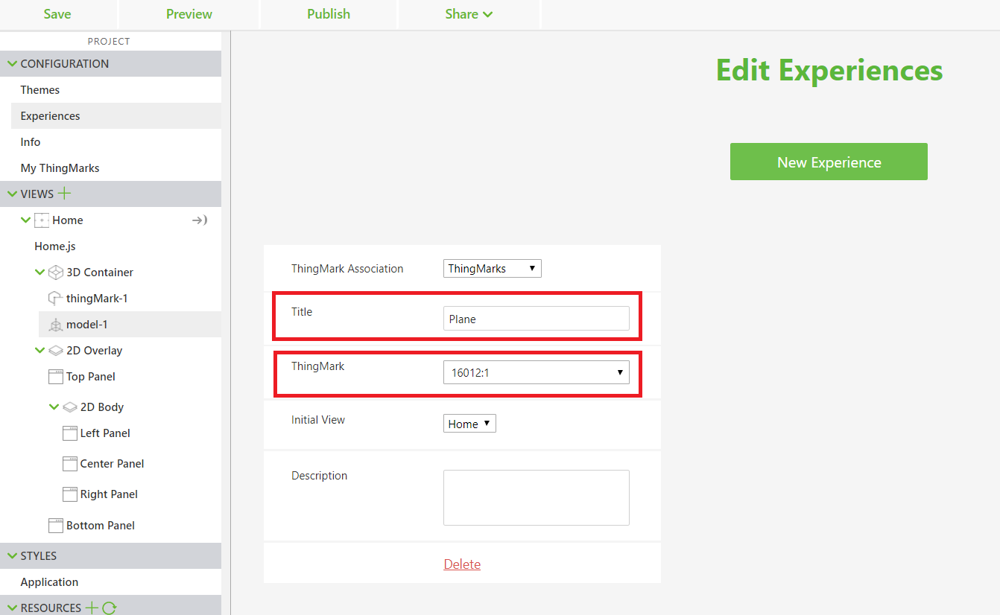 Save Preview Publish Share
PROJECT
CONFIGURATION
Themes
Experiences
Info
My ThingMarks
VIEWS
Home
Home.js
3D Container
thingMark-1
model-1
2D Overlay
Top Panel
2D Body
Left Panel
Center Panel
Right Panel
Bottom Panel
STYLES
Application
RESOURCES
Edit Experiences
New Experience
ThingMark Association ThingMarks
Title Plane
ThingMark 16012:1
Initial View Home
Description
Delete